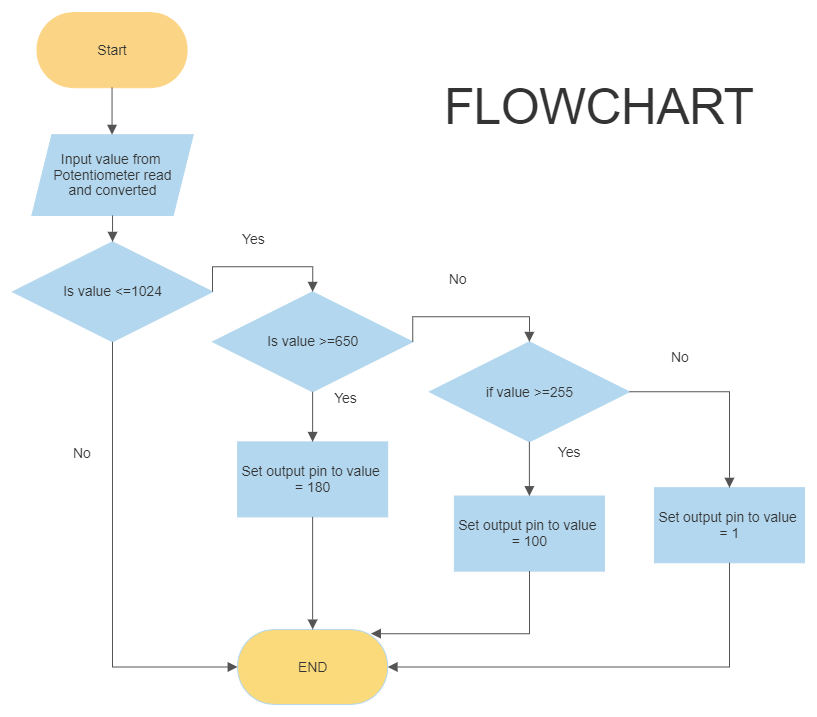 Start
FLOWCHART
Input value from
Potentiometer read
and converted
Yes
Is value <=1024
No
Is value >=650
No
if value >=255
Yes
No
Yes
Set output pin to value
= 180
Set output pin to value
= 100
Set output pin to value
= 1
END